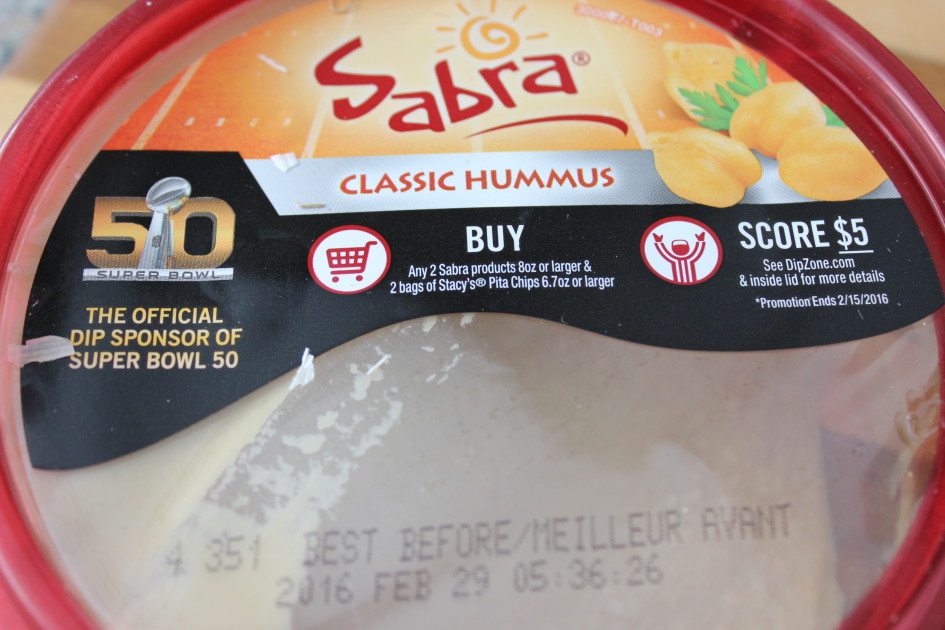 Sabra®
CLASSIC HUMMUS
50
SUPER BOWL
THE OFFICIAL
DIP SPONSOR OF
SUPER BOWL 50
BUY
Any 2 Sabra products 8oz or larger &
2 bags of Stacy's® Pita Chips 6.7oz or larger
SCORE $5
See DipZone.com
& inside lid for more details
*Promotion Ends 2/15/2016
4 351 BEST BEFORE/MEILLEUR AVANT
2016 FEB 29 05:36:26